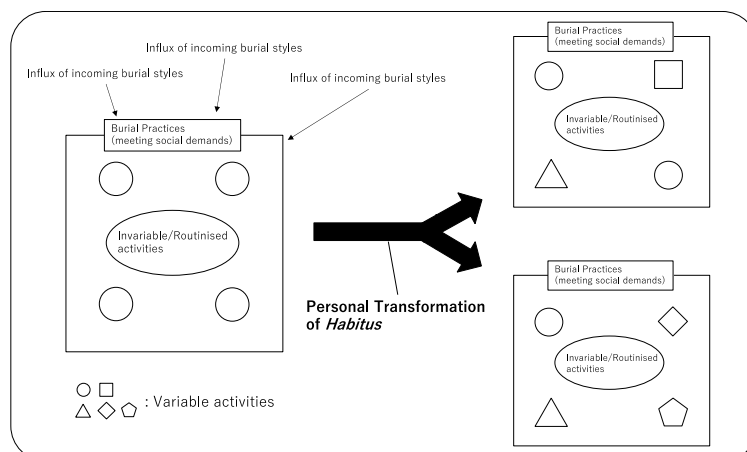 Influx of incoming burial styles
Influx of incoming burial styles
Influx of incoming burial styles
Burial Practices
(meeting social demands)
Invariable/Routinised
activities
Personal Transformation
of Habitus
Burial Practices
(meeting social demands)
Invariable/Routinised
activities
Burial Practices
(meeting social demands)
Invariable/Routinised
activities
: Variable activities